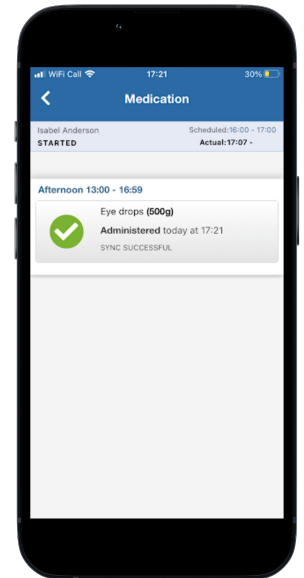 WiFi Call 17:21 30%
Medication
Isabel Anderson Scheduled:16:00 - 17:00
STARTED Actual:17:07 -
Afternoon 13:00 - 16:59
Eye drops (500g)
Administered today at 17:21
SYNC SUCCESSFUL